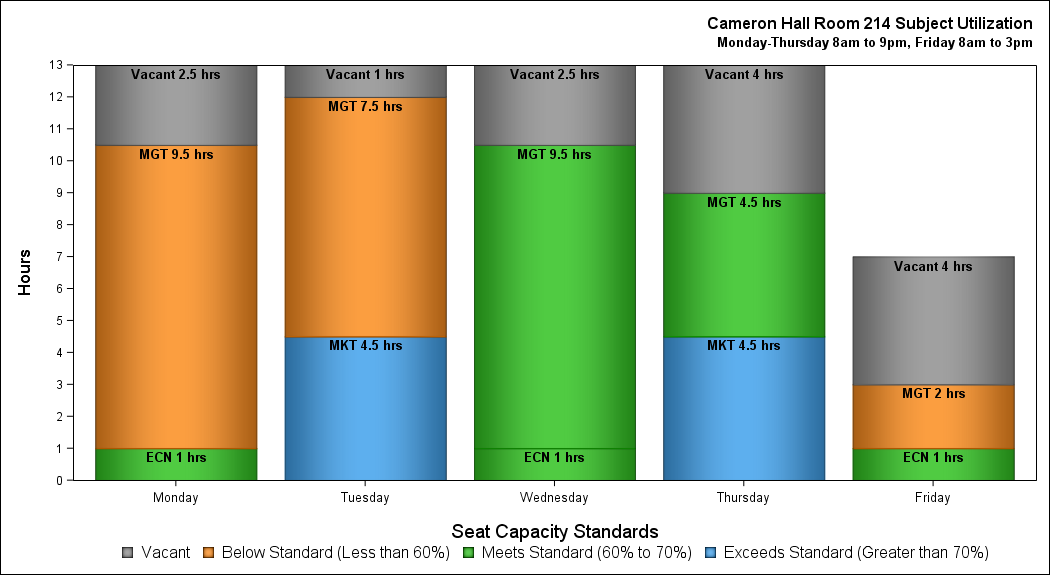 Cameron Hall Room 214 Subject Utilization
Monday-Thursday 8am to 9pm, Friday 8am to 3pm
Hours
13
12
11
10
9
8
7
6
5
4
3
2
1
0
Vacant 2.5 hrs
MGT 9.5 hrs
ECN 1 hrs
Vacant 1 hrs
MGT 7.5 hrs
MKT 4.5 hrs
Vacant 2.5 hrs
MGT 9.5 hrs
ECN 1 hrs
Vacant 4 hrs
MGT 4.5 hrs
MKT 4.5 hrs
Vacant 4 hrs
MGT 2 hrs
ECN 1 hrs
Monday Tuesday Wednesday Thursday Friday
Seat Capacity Standards
Vacant Below Standard (Less than 60%) Meets Standard (60% to 70%) Exceeds Standard (Greater than 70%)